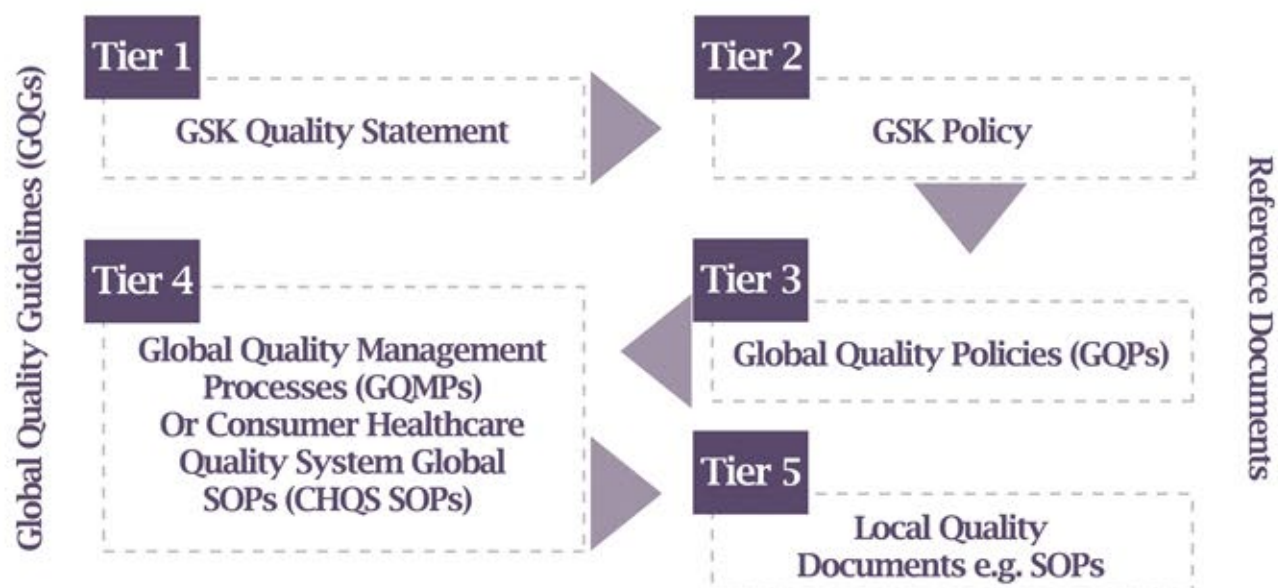 Global Quality Guidelines (GQGs)
Tier 1
GSK Quality Statement
Tier 2
GSK Policy
Tier 3
Global Quality Policies (GQPs)
Tier 4
Global Quality Management
Processes (GQMPs)
Or Consumer Healthcare
Quality System Global
SOPs (CHQS SOPs)
Tier 5
Local Quality
Documents e.g. SOPs
Reference Documents